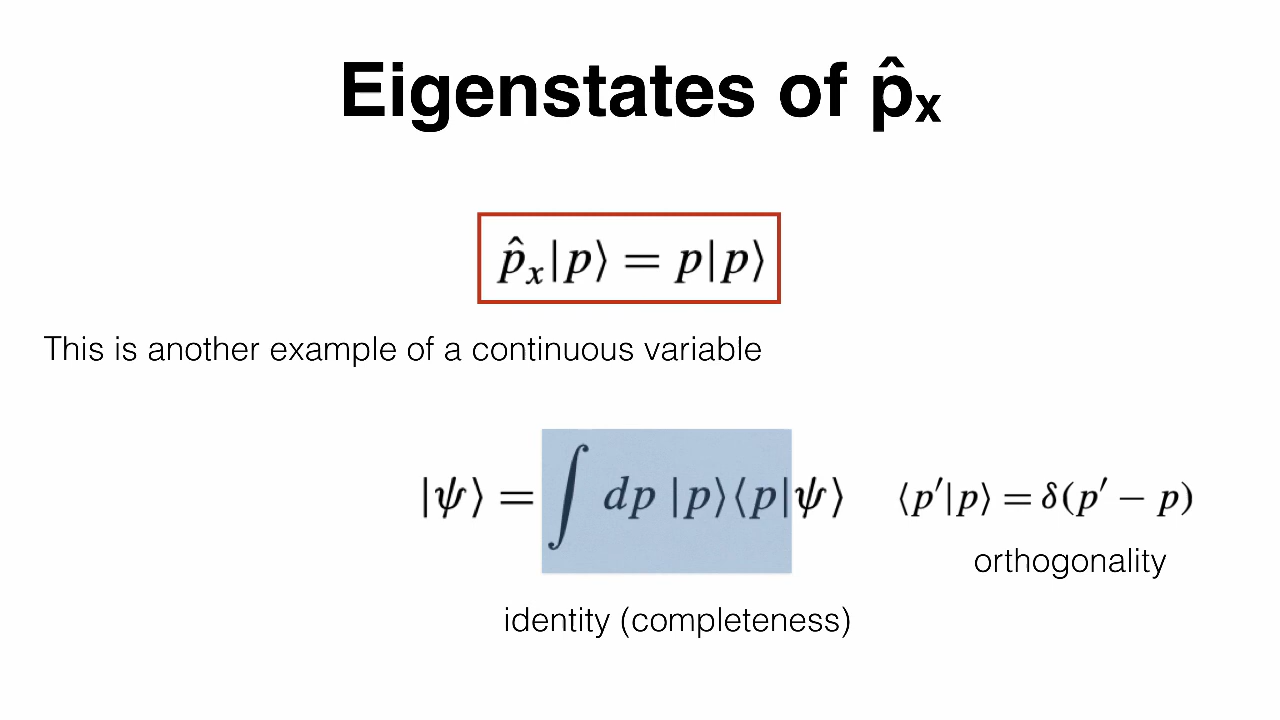 Eigenstates of p̂ₓ
p̂ₓ|p⟩ = p|p⟩
This is another example of a continuous variable
|ψ⟩ = ∫ dp |p⟩⟨p|ψ⟩ ⟨p′|p⟩ = δ(p′ − p)
orthogonality
identity (completeness)